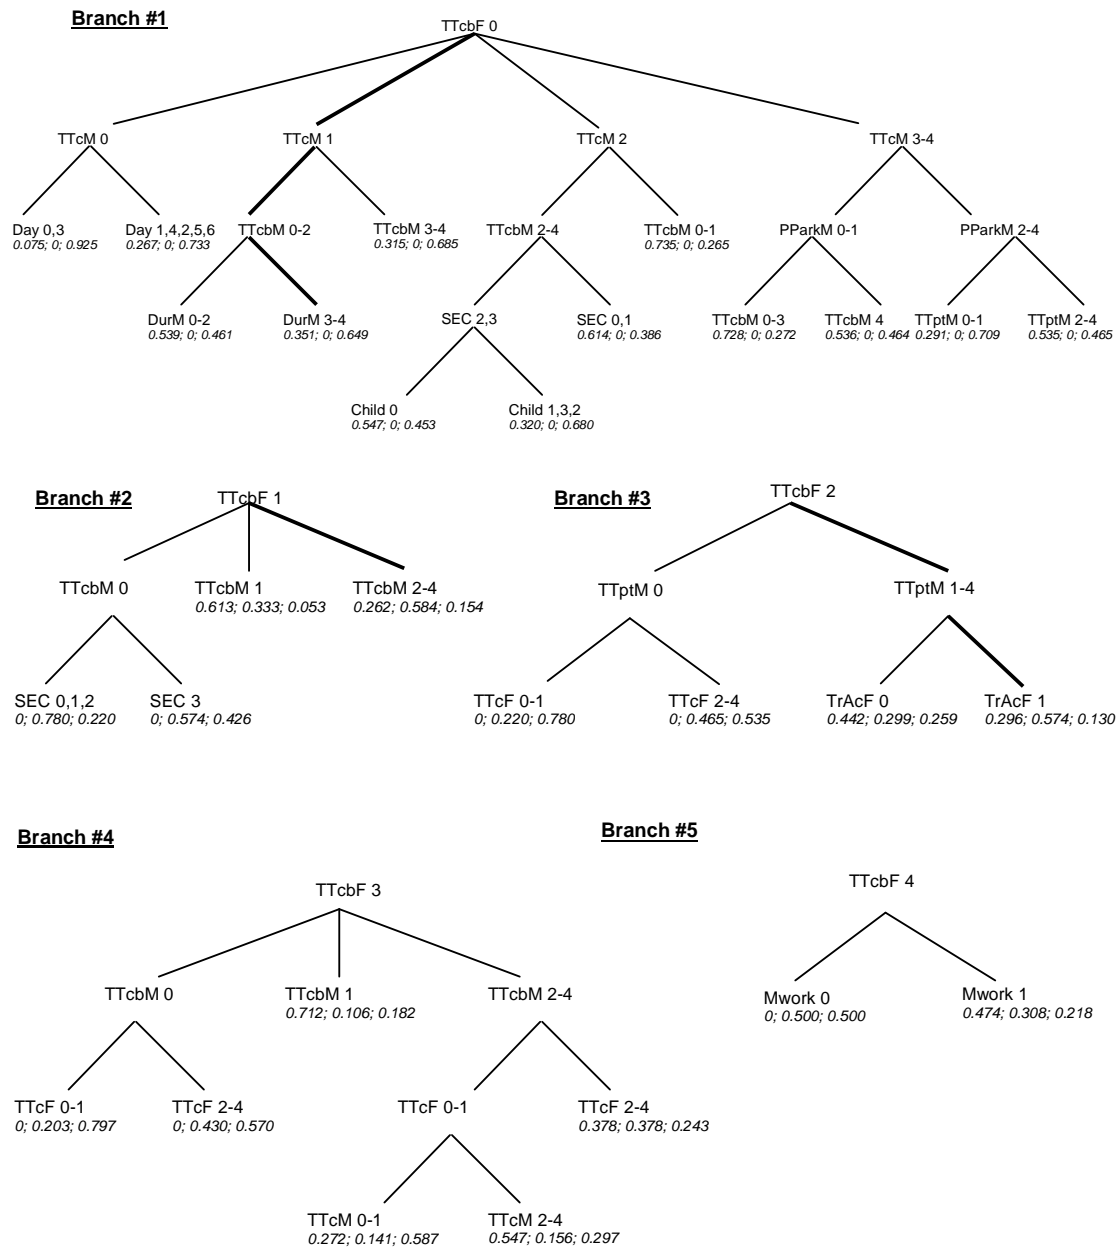 Branch #1
TTcbF 0
TTcM 0
TTcM 1
TTcM 2
TTcM 3-4
Day 0,3
0.075; 0; 0.925
Day 1,4,2,5,6
0.267; 0; 0.733
TTcbM 0-2
TTcbM 3-4
0.315; 0; 0.685
TTcbM 2-4
TTcbM 0-1
0.735; 0; 0.265
PParkM 0-1
PParkM 2-4
DurM 0-2
0.539; 0; 0.461
DurM 3-4
0.351; 0; 0.649
SEC 2,3
SEC 0,1
0.614; 0; 0.386
TTcbM 0-3
0.728; 0; 0.272
TTcbM 4
0.536; 0; 0.464
TTptM 0-1
0.291; 0; 0.709
TTptM 2-4
0.535; 0; 0.465
Child 0
0.547; 0; 0.453
Child 1,3,2
0.320; 0; 0.680
Branch #2
TTcbF 1
TTcbM 0
TTcbM 1
0.613; 0.333; 0.053
TTcbM 2-4
0.262; 0.584; 0.154
SEC 0,1,2
0; 0.780; 0.220
SEC 3
0; 0.574; 0.426
Branch #3
TTcbF 2
TTptM 0
TTptM 1-4
TTcF 0-1
0; 0.220; 0.780
TTcF 2-4
0; 0.465; 0.535
TrAcF 0
0.442; 0.299; 0.259
TrAcF 1
0.296; 0.574; 0.130
Branch #4
TTcbF 3
TTcbM 0
TTcbM 1
0.712; 0.106; 0.182
TTcbM 2-4
TTcF 0-1
0; 0.203; 0.797
TTcF 2-4
0; 0.430; 0.570
TTcF 0-1
TTcF 2-4
0.378; 0.378; 0.243
TTcM 0-1
0.272; 0.141; 0.587
TTcM 2-4
0.547; 0.156; 0.297
Branch #5
TTcbF 4
Mwork 0
0; 0.500; 0.500
Mwork 1
0.474; 0.308; 0.218